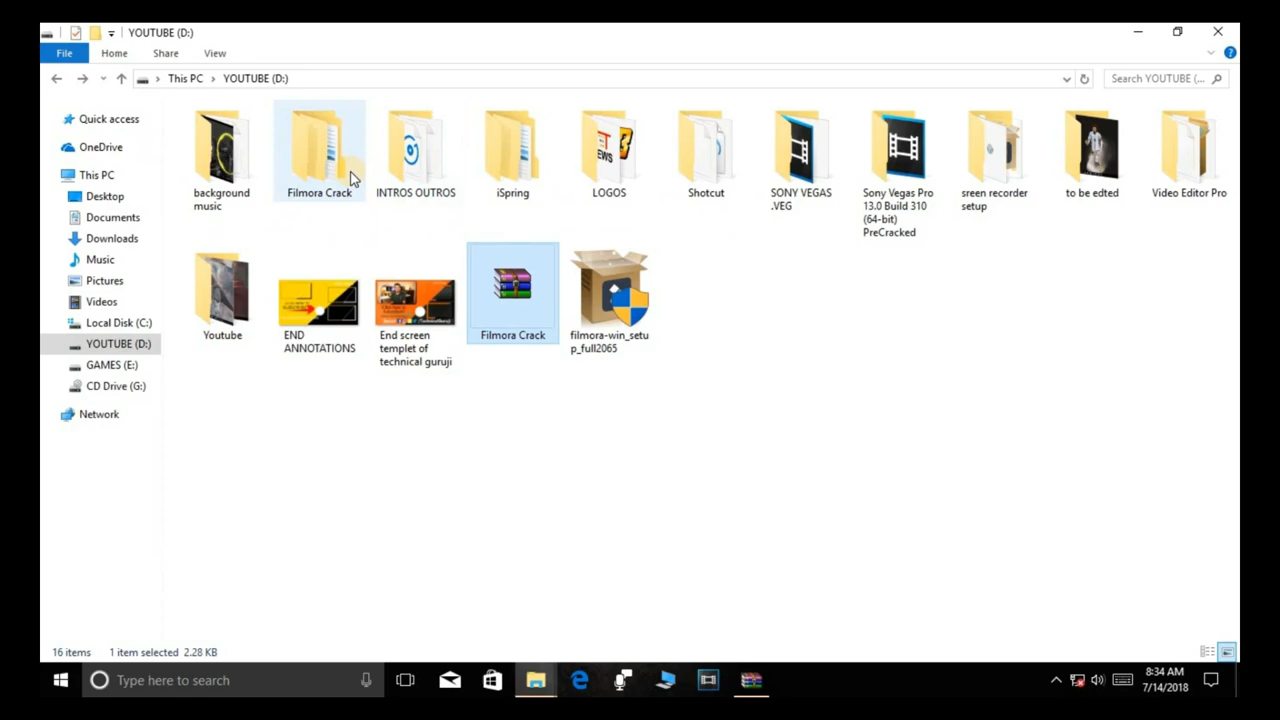 YOUTUBE (D:)
File Home Share View
This PC > YOUTUBE (D:)
Search YOUTUBE (...
Quick access
OneDrive
This PC
Desktop
Documents
Downloads
Music
Pictures
Videos
Local Disk (C:)
YOUTUBE (D:)
GAMES (E:)
CD Drive (G:)
Network
background
music
Filmora Crack
INTROS OUTROS
iSpring
LOGOS
Shotcut
SONY VEGAS
.VEG
Sony Vegas Pro
13.0 Build 310
(64-bit)
PreCracked
sreen recorder
setup
to be edted
Video Editor Pro
Youtube
END
ANNOTATIONS
End screen
templet of
technical guruji
Filmora Crack
filmora-win_setu
p_full2065
NEWS
16 items 1 item selected 2.28 KB
Type here to search
8:34 AM
7/14/2018